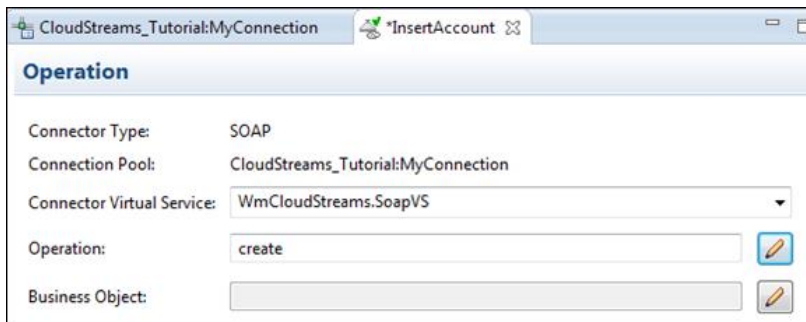 CloudStreams_Tutorial:MyConnection *InsertAccount
Operation
Connector Type: SOAP
Connection Pool: CloudStreams_Tutorial:MyConnection
Connector Virtual Service: WmCloudStreams.SoapVS
Operation: create
Business Object: